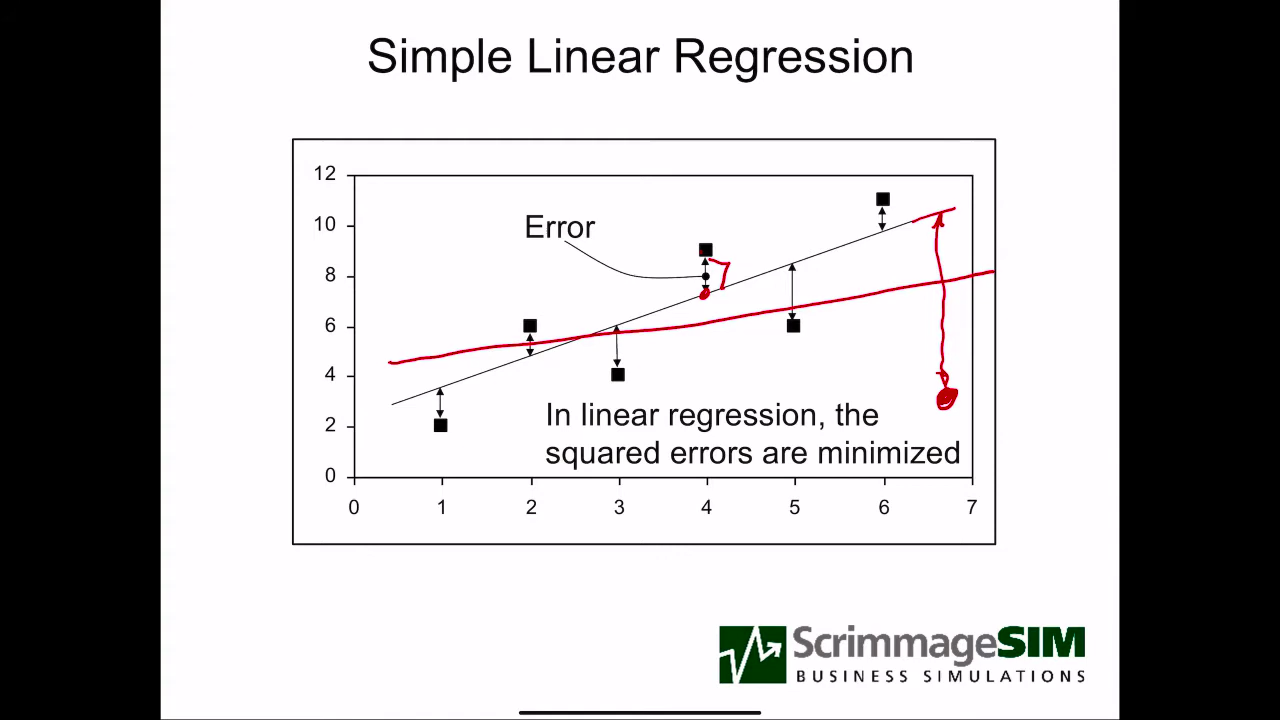 Simple Linear Regression
12
10
8
6
4
2
0
Error
In linear regression, the
squared errors are minimized
0 1 2 3 4 5 6 7
ScrimmageSIM
BUSINESS SIMULATIONS